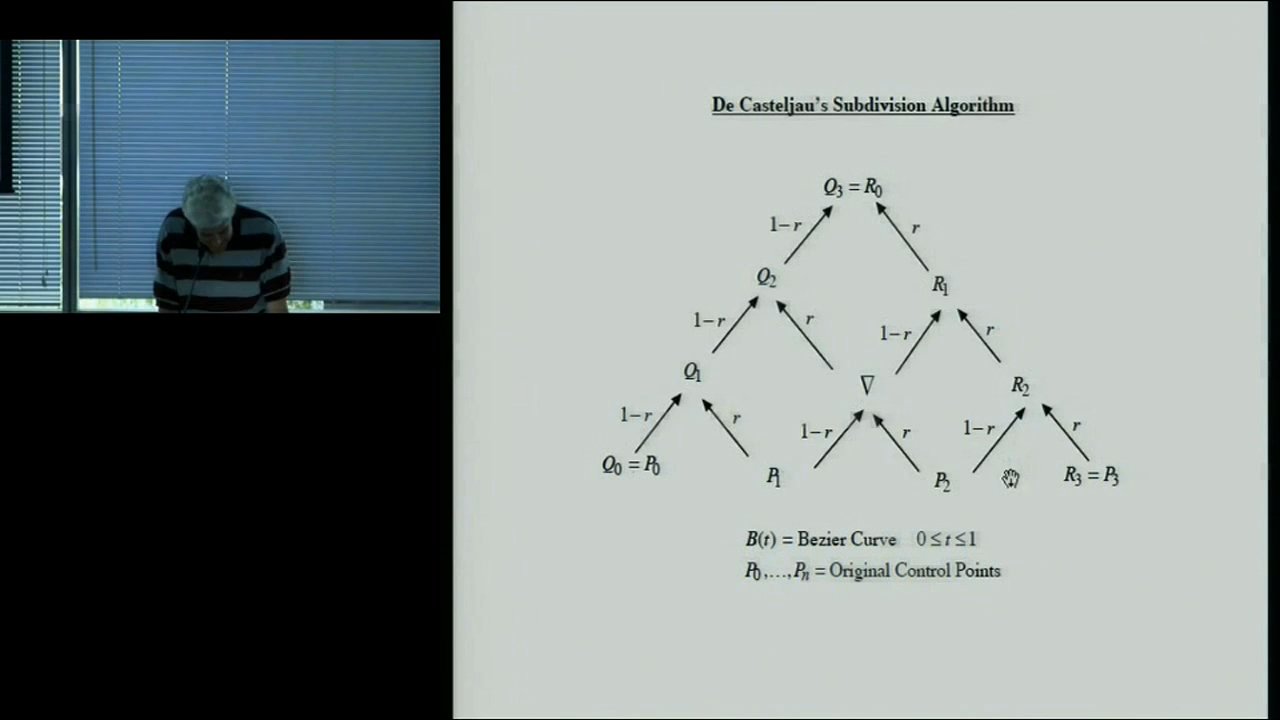 De Casteljau's Subdivision Algorithm
Q₃ = R₀
1−r r
Q₂ R₁
1−r r 1−r r
Q₁ ∇ R₂
1−r r 1−r r 1−r r
Q₀ = P₀ P₁ P₂ R₃ = P₃
B(t) = Bezier Curve 0 ≤ t ≤ 1
P₀,…,Pₙ = Original Control Points